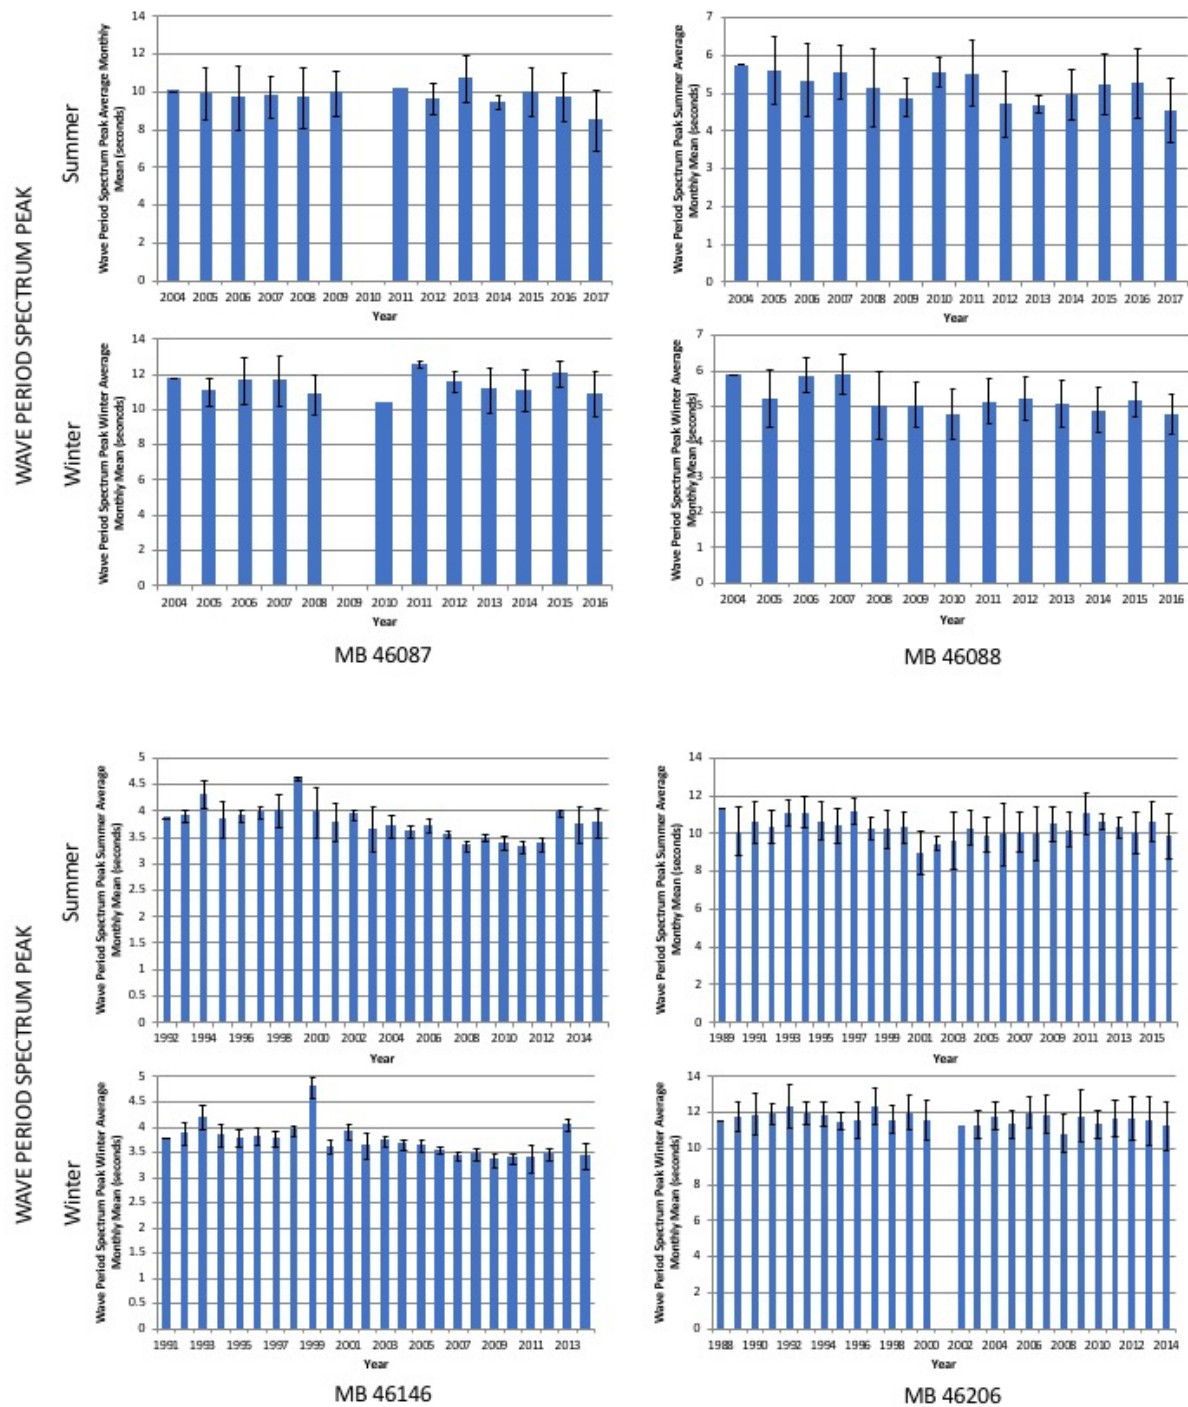 WAVE PERIOD SPECTRUM PEAK
Summer
Wave Period Spectrum Peak Average Monthly
Mean (seconds)
14
12
10
8
6
4
2
0
2004 2005 2006 2007 2008 2009 2010 2011 2012 2013 2014 2015 2016 2017
Year
Wave Period Spectrum Peak Summer Average
Monthly Mean (seconds)
7
6
5
4
3
2
1
0
2004 2005 2006 2007 2008 2009 2010 2011 2012 2013 2014 2015 2016 2017
Year
Winter
Wave Period Spectrum Peak Winter Average
Monthly Mean (seconds)
14
12
10
8
6
4
2
0
2004 2005 2006 2007 2008 2009 2010 2011 2012 2013 2014 2015 2016
Year
MB 46087
Wave Period Spectrum Peak Winter Average
Monthly Mean (seconds)
7
6
5
4
3
2
1
0
2004 2005 2006 2007 2008 2009 2010 2011 2012 2013 2014 2015 2016
Year
MB 46088
WAVE PERIOD SPECTRUM PEAK
Summer
Wave Period Spectrum Peak Summer Average
Monthly Mean (seconds)
5
4.5
4
3.5
3
2.5
2
1.5
1
0.5
0
1992 1994 1996 1998 2000 2002 2004 2006 2008 2010 2012 2014
Year
Wave Period Spectrum Peak Summer Average
Monthy Mean (seconds)
14
12
10
8
6
4
2
0
1989 1991 1993 1995 1997 1999 2001 2003 2005 2007 2009 2011 2013 2015
Year
Winter
Wave Period Spectrum Peak Winter Average
Monthly Mean (seconds)
5
4.5
4
3.5
3
2.5
2
1.5
1
0.5
0
1991 1993 1995 1997 1999 2001 2003 2005 2007 2009 2011 2013
Year
MB 46146
Wave Period Spectrum Peak Winter Average
Monthly Mean (seconds)
14
12
10
8
6
4
2
0
1988 1990 1992 1994 1996 1998 2000 2002 2004 2006 2008 2010 2012 2014
Year
MB 46206